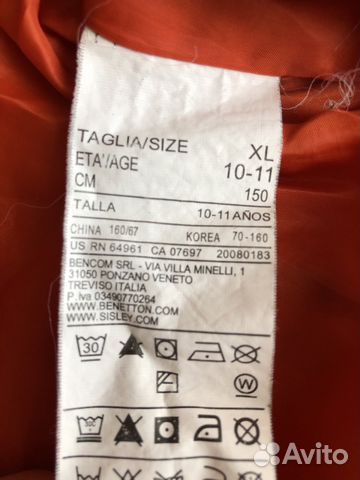 TAGLIA/SIZE XL
ETA'/AGE 10-11
CM 150
TALLA 10-11 AÑOS
CHINA 160/67 KOREA 70-160
US RN 64961 CA 07697 20080183
BENCOM SRL - VIA VILLA MINELLI, 1
31050 PONZANO VENETO
TREVISO ITALIA
P.Iva 03490770264
WWW.BENETTON.COM
WWW.SISLEY.COM
30
W
Avito